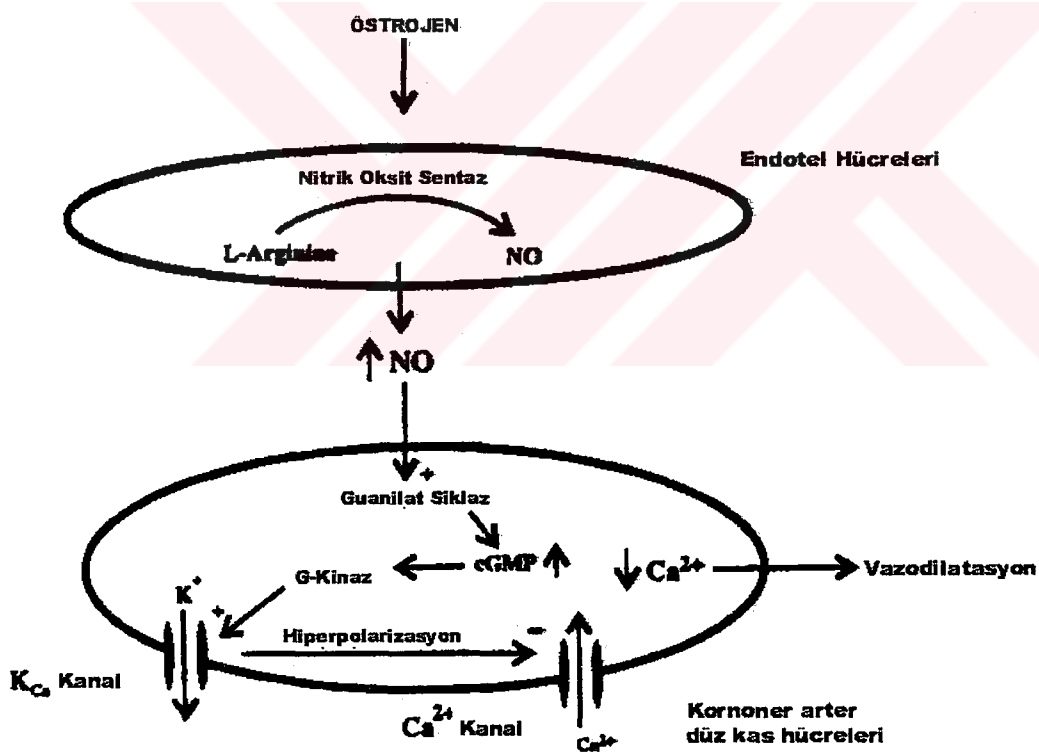 ÖSTROJEN
Endotel Hücreleri
Nitrik Oksit Sentaz
L-Arginine
NO
↑ NO
+
Guanilat Siklaz
cGMP ↑
↓ Ca²⁺
Vazodilatasyon
G-Kinaz
K⁺
+
Hiperpolarizasyon
−
K_Ca Kanal
Ca²⁺ Kanal
Ca²⁺
Kornoner arter
düz kas hücreleri